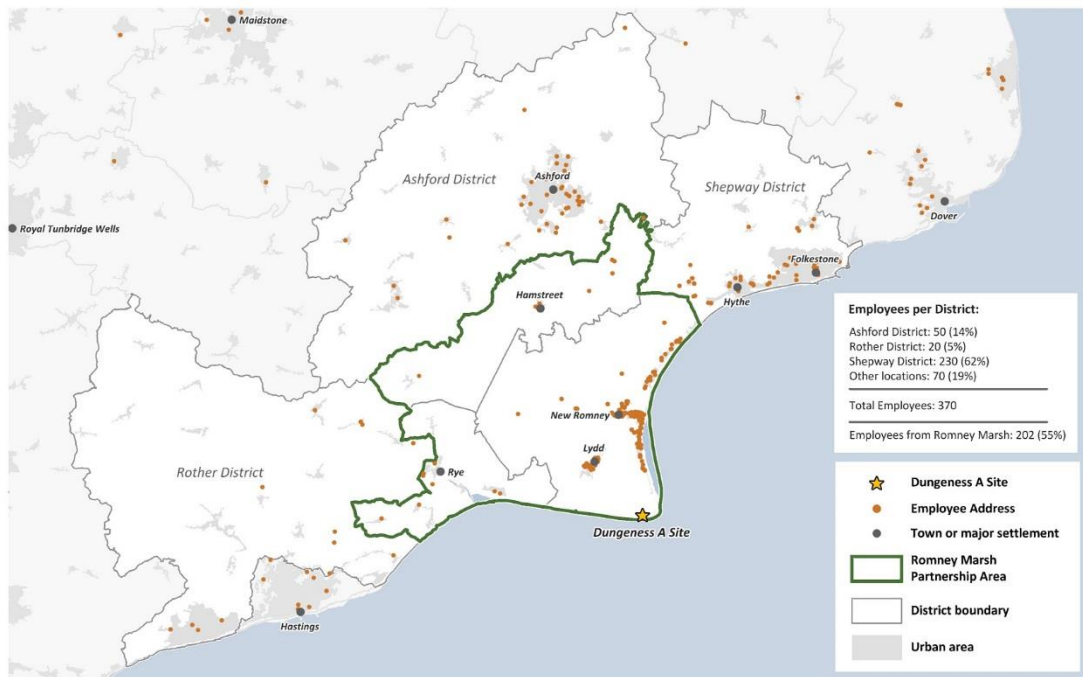 Maidstone
Ashford District
Ashford
Shepway District
Royal Tunbridge Wells
Dover
Folkestone
Hamstreet
Hythe
New Romney
Rother District
Rye
Lydd
Dungeness A Site
Hastings
Employees per District:
Ashford District: 50 (14%)
Rother District: 20 (5%)
Shepway District: 230 (62%)
Other locations: 70 (19%)
Total Employees: 370
Employees from Romney Marsh: 202 (55%)
Dungeness A Site
Employee Address
Town or major settlement
Romney Marsh
Partnership Area
District boundary
Urban area